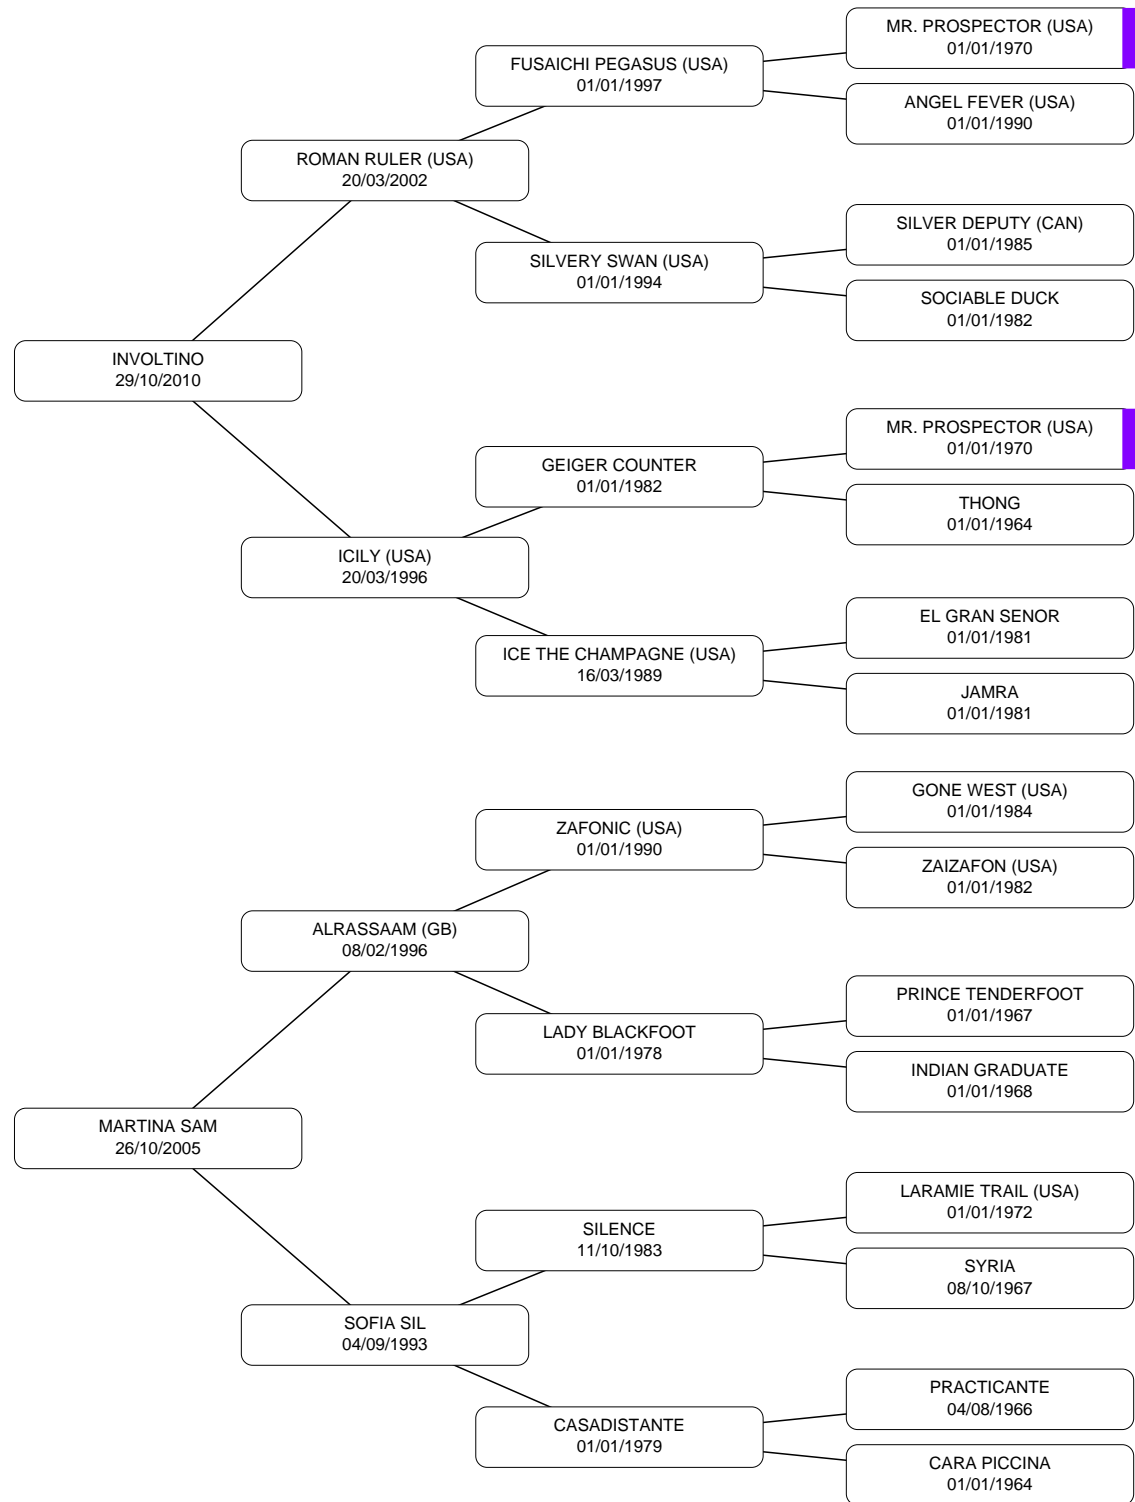 MR. PROSPECTOR (USA)
01/01/1970
FUSAICHI PEGASUS (USA)
01/01/1997
ANGEL FEVER (USA)
01/01/1990
ROMAN RULER (USA)
20/03/2002
SILVER DEPUTY (CAN)
01/01/1985
SILVERY SWAN (USA)
01/01/1994
SOCIABLE DUCK
01/01/1982
INVOLTINO
29/10/2010
MR. PROSPECTOR (USA)
01/01/1970
GEIGER COUNTER
01/01/1982
THONG
01/01/1964
ICILY (USA)
20/03/1996
EL GRAN SENOR
01/01/1981
ICE THE CHAMPAGNE (USA)
16/03/1989
JAMRA
01/01/1981
GONE WEST (USA)
01/01/1984
ZAFONIC (USA)
01/01/1990
ZAIZAFON (USA)
01/01/1982
ALRASSAAM (GB)
08/02/1996
PRINCE TENDERFOOT
01/01/1967
LADY BLACKFOOT
01/01/1978
INDIAN GRADUATE
01/01/1968
MARTINA SAM
26/10/2005
LARAMIE TRAIL (USA)
01/01/1972
SILENCE
11/10/1983
SYRIA
08/10/1967
SOFIA SIL
04/09/1993
PRACTICANTE
04/08/1966
CASADISTANTE
01/01/1979
CARA PICCINA
01/01/1964